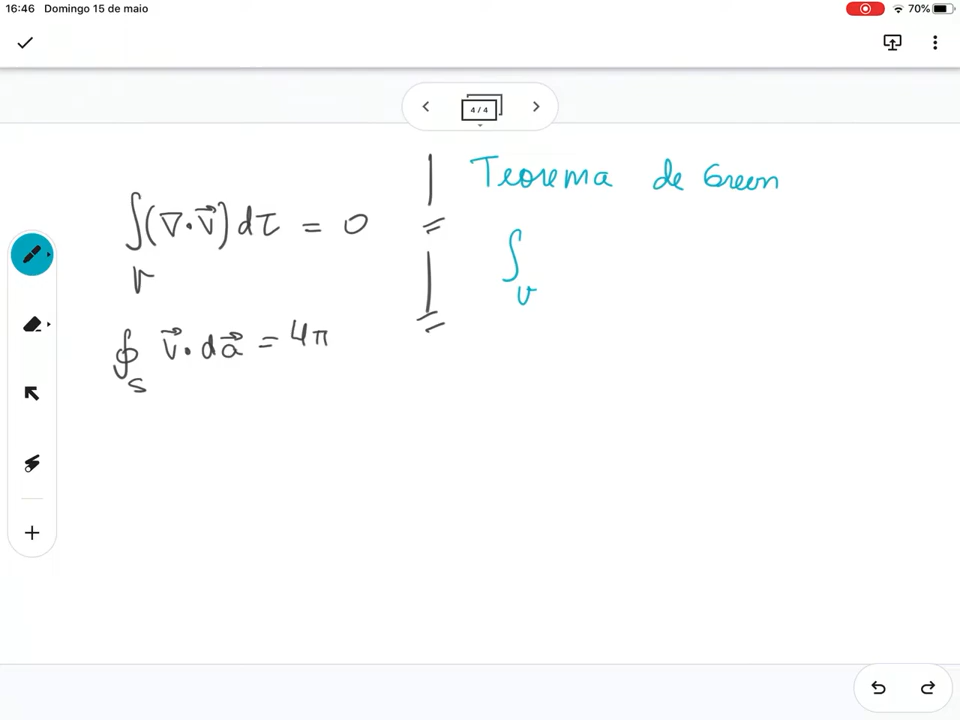 16:46 Domingo 15 de maio
70%
4 / 4
Teorema de Green
∫(∇·v⃗)dτ = 0
V
∫
v
∮ v⃗·da⃗ = 4π
S